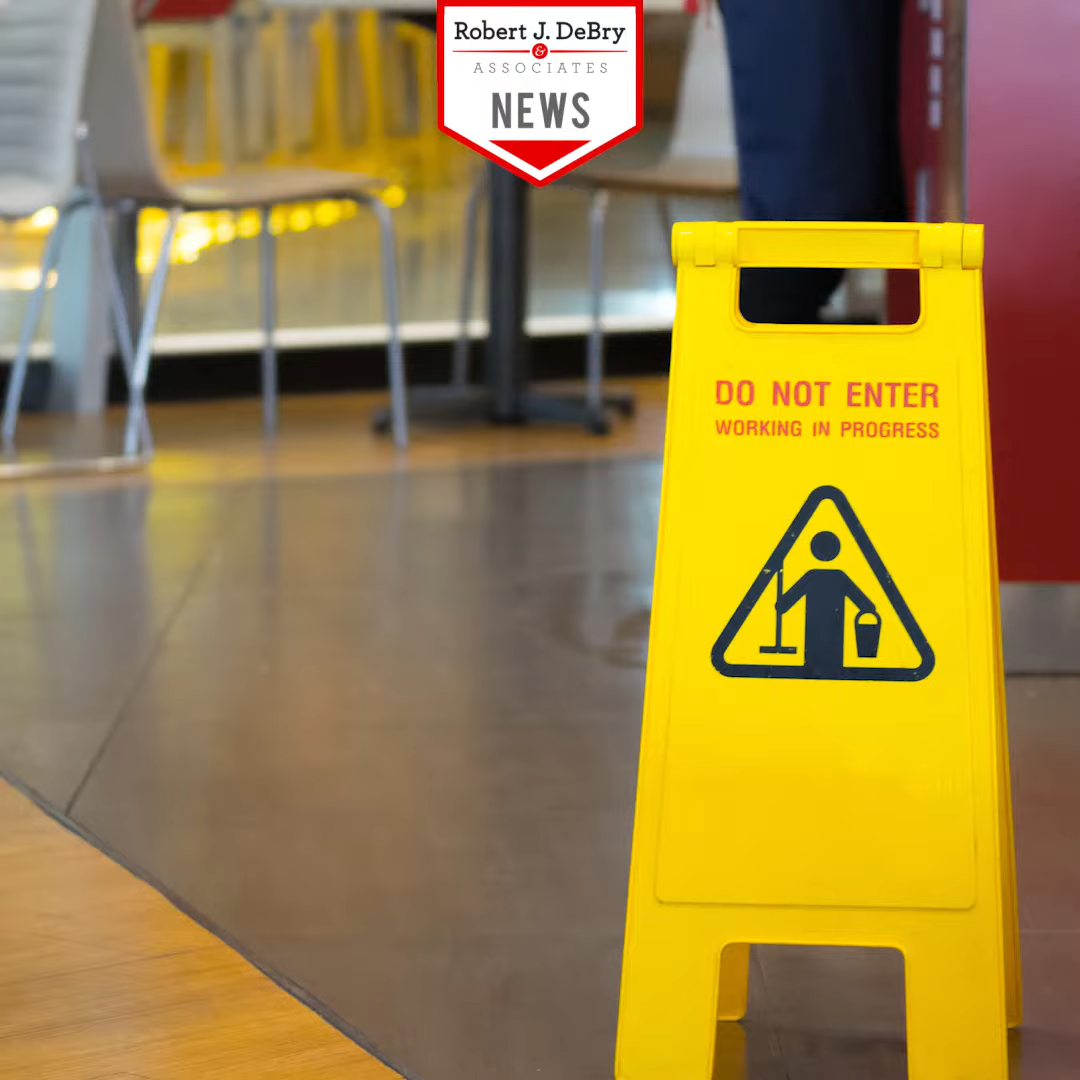 Robert J. DeBry
&
ASSOCIATES
NEWS
DO NOT ENTER
WORKING IN PROGRESS